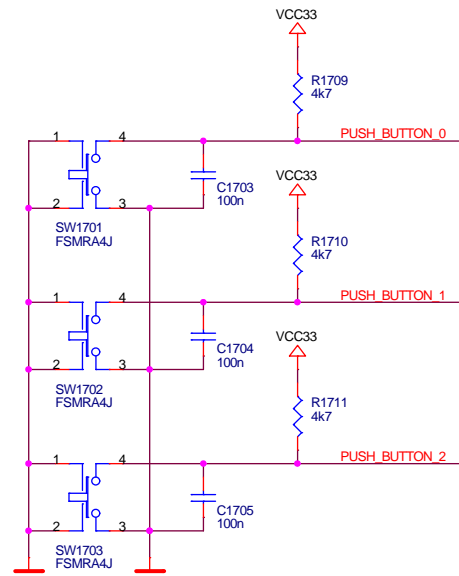 VCC33
R1709
4k7
1
4
PUSH_BUTTON_0
C1703
100n
2
3
SW1701
FSMRA4J
VCC33
R1710
4k7
1
4
PUSH_BUTTON_1
C1704
100n
2
3
SW1702
FSMRA4J
VCC33
R1711
4k7
1
4
PUSH_BUTTON_2
C1705
100n
2
3
SW1703
FSMRA4J